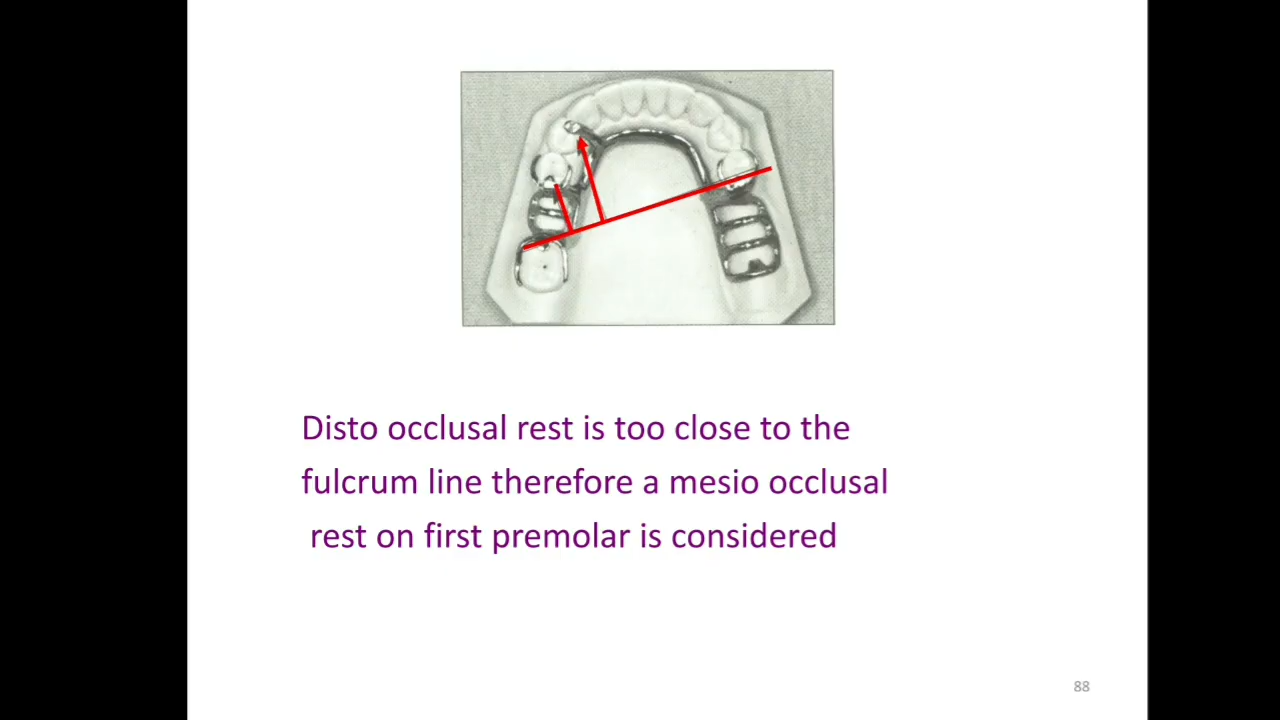 Disto occlusal rest is too close to the
fulcrum line therefore a mesio occlusal
rest on first premolar is considered
88